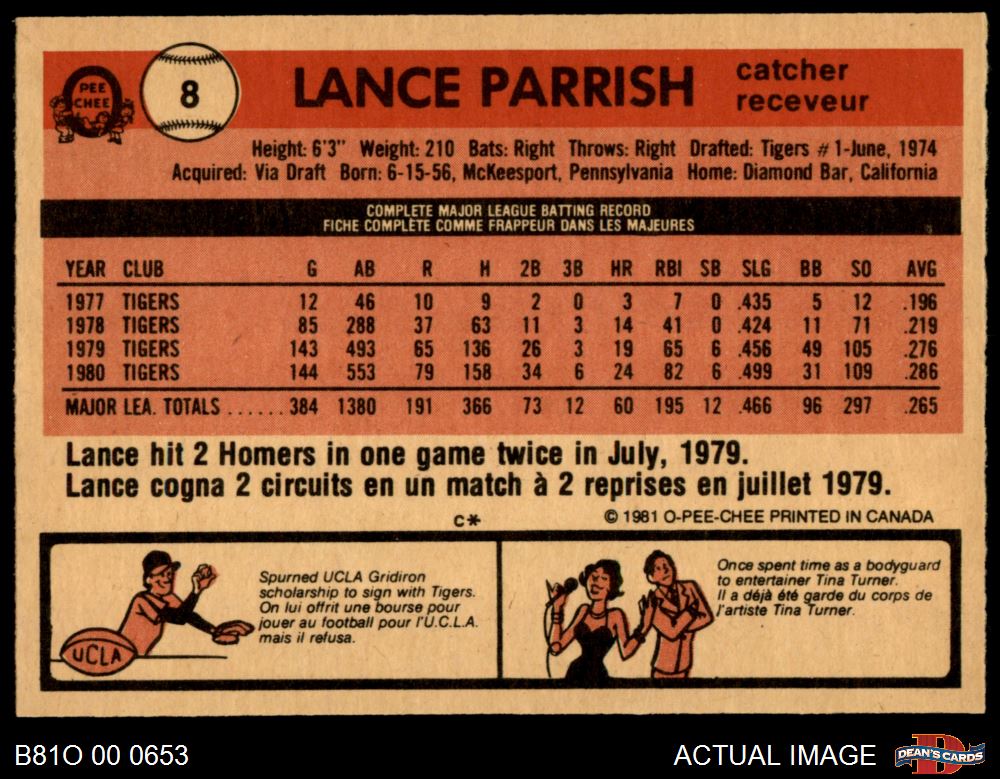 PEE
CHEE
8
LANCE PARRISH
catcher
receveur
Height: 6'3" Weight: 210 Bats: Right Throws: Right Drafted: Tigers #1-June, 1974
Acquired: Via Draft Born: 6-15-56, McKeesport, Pennsylvania Home: Diamond Bar, California
COMPLETE MAJOR LEAGUE BATTING RECORD
FICHE COMPLÈTE COMME FRAPPEUR DANS LES MAJEURES
YEAR CLUB G AB R H 2B 3B HR RBI SB SLG BB SO AVG
1977 TIGERS 12 46 10 9 2 0 3 7 0 .435 5 12 .196
1978 TIGERS 85 288 37 63 11 3 14 41 0 .424 11 71 .219
1979 TIGERS 143 493 65 136 26 3 19 65 6 .456 49 105 .276
1980 TIGERS 144 553 79 158 34 6 24 82 6 .499 31 109 .286
MAJOR LEA. TOTALS ...... 384 1380 191 366 73 12 60 195 12 .466 96 297 .265
Lance hit 2 Homers in one game twice in July, 1979.
Lance cogna 2 circuits en un match à 2 reprises en juillet 1979.
C* © 1981 O-PEE-CHEE PRINTED IN CANADA
Spurned UCLA Gridiron
scholarship to sign with Tigers.
On lui offrit une bourse pour
jouer au football pour l'U.C.L.A.
mais il refusa.
UCLA
Once spent time as a bodyguard
to entertainer Tina Turner.
Il a déjà été garde du corps de
l'artiste Tina Turner.
B81O 00 0653
ACTUAL IMAGE
D
DEAN'S CARDS